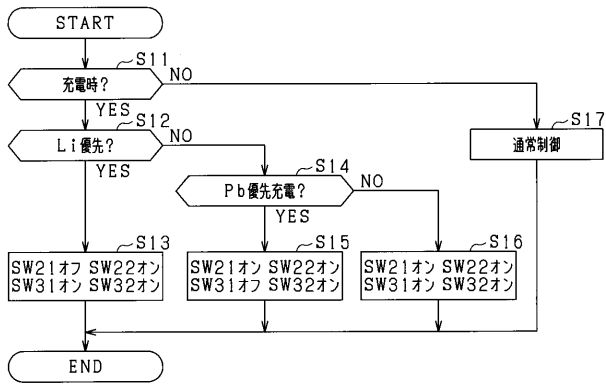 START
S11
充電時?
NO
YES
S12
Li優先?
NO
YES
S17
通常制御
S14
Pb優先充電?
NO
YES
S13
SW21オフ SW22オン
SW31オン SW32オン
S15
SW21オン SW22オン
SW31オフ SW32オン
S16
SW21オン SW22オン
SW31オン SW32オン
END